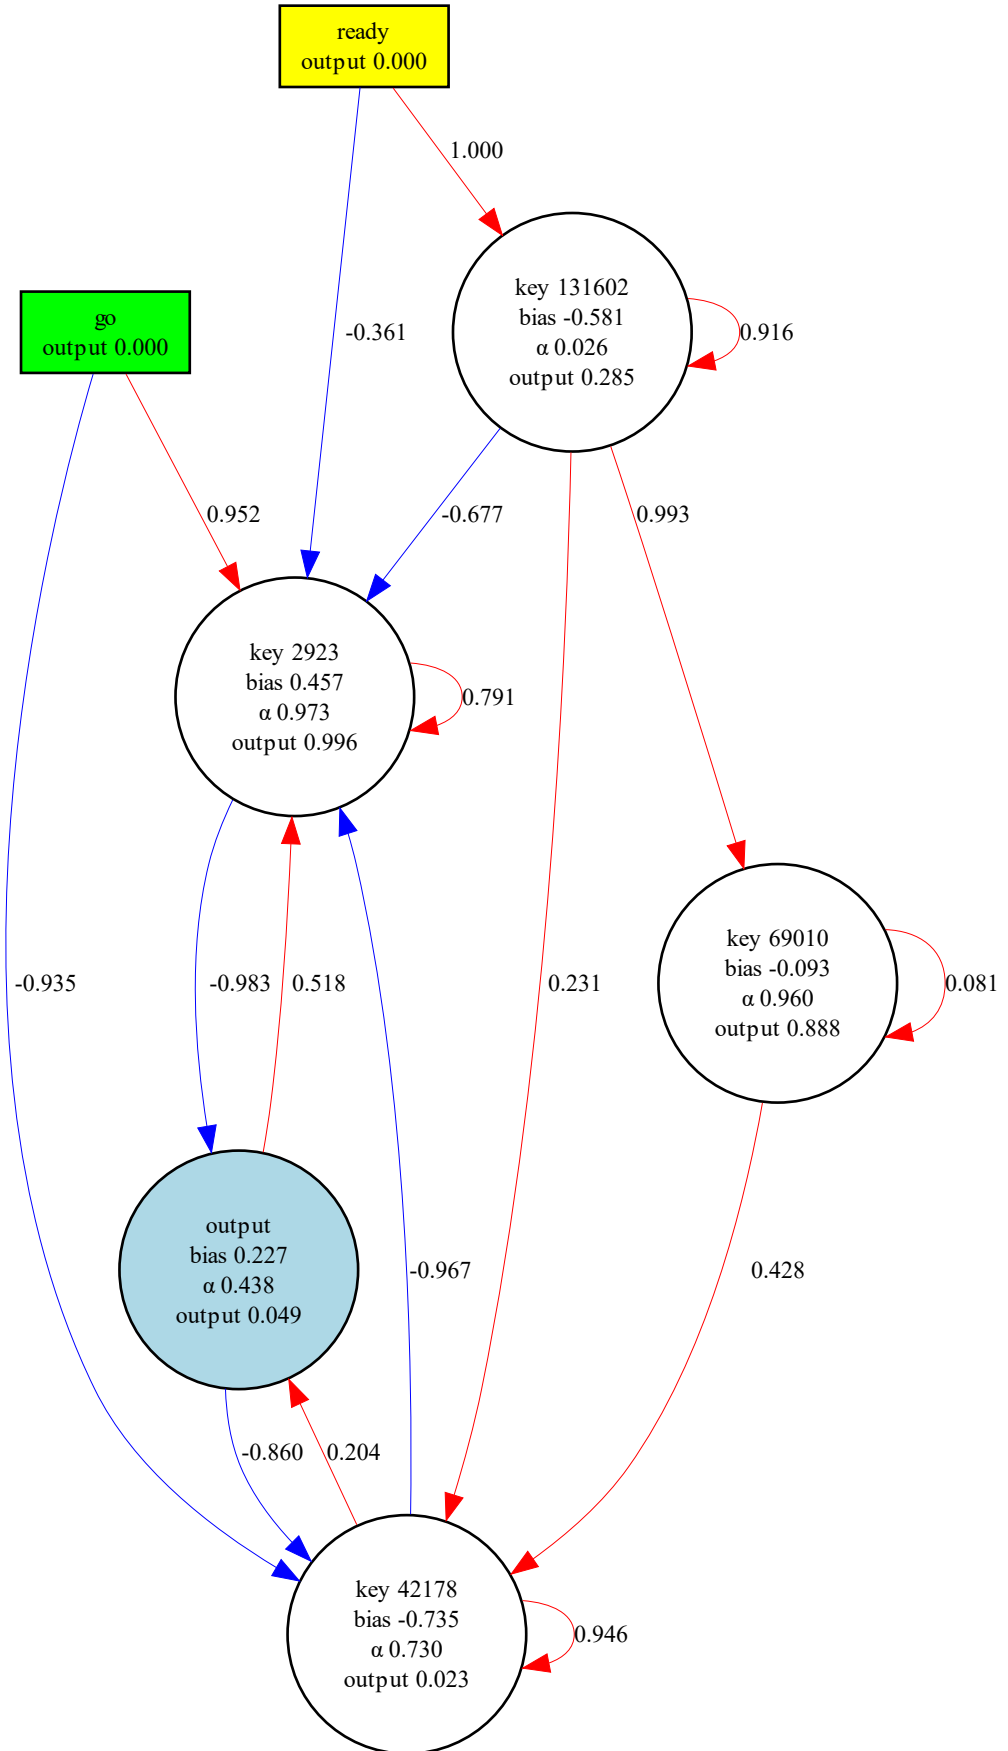 ready
output 0.000
1.000
go
output 0.000
-0.361
key 131602
bias -0.581
α 0.026
output 0.285
0.916
0.952
-0.677
0.993
key 2923
bias 0.457
α 0.973
output 0.996
0.791
-0.935
-0.983
0.518
0.231
key 69010
bias -0.093
α 0.960
output 0.888
0.081
output
bias 0.227
α 0.438
output 0.049
-0.967
0.428
-0.860
0.204
key 42178
bias -0.735
α 0.730
output 0.023
0.946